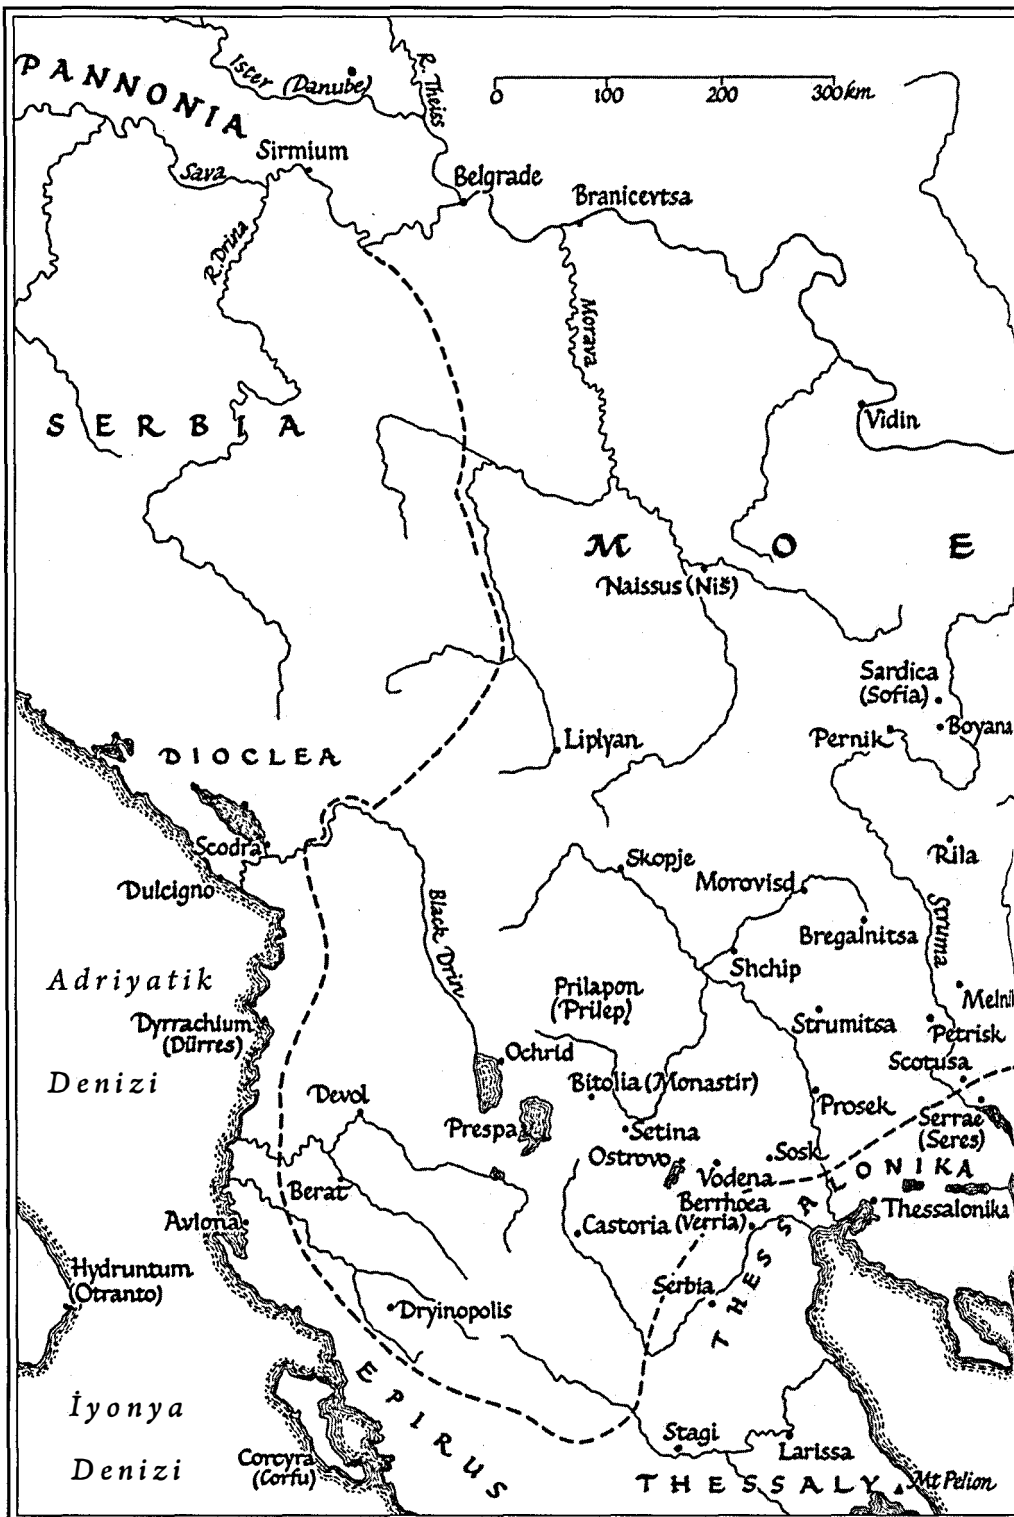 PANNONIA
Ister (Danube)
R. Theiss
0 100 200 300km
Sirmium
Sava
Belgrade
Branicevtsa
R. Drina
Morava
Vidin
SERBIA
M O E
Naissus (Niš)
Sardica
(Sofia)
Boyana
Pernik
Liplyan
DIOCLEA
Scodra
Dulcigno
Skopje
Morovisd
Rila
Black Drin
Struma
Bregalnitsa
Shchip
Adriyatik
Denizi
Prilapon
(Prilep)
Melnik
Strumitsa
Petrisk
Dyrrachium
(Dürres)
Ochrid
Scotusa
Bitolia (Monastir)
Devol
Prosek
Serrae
(Seres)
Prespa
Setina
Ostrovo
Vodena
Sosk
THESSALONIKA
Berat
Berrhoea
(Verria)
Thessalonika
Avlona
Castoria
Hydruntum
(Otranto)
Serbia
Dryinopolis
EPIRUS
İyonya
Denizi
Stagi
Larissa
Corcyra
(Corfu)
THESSALY
Mt Pelion